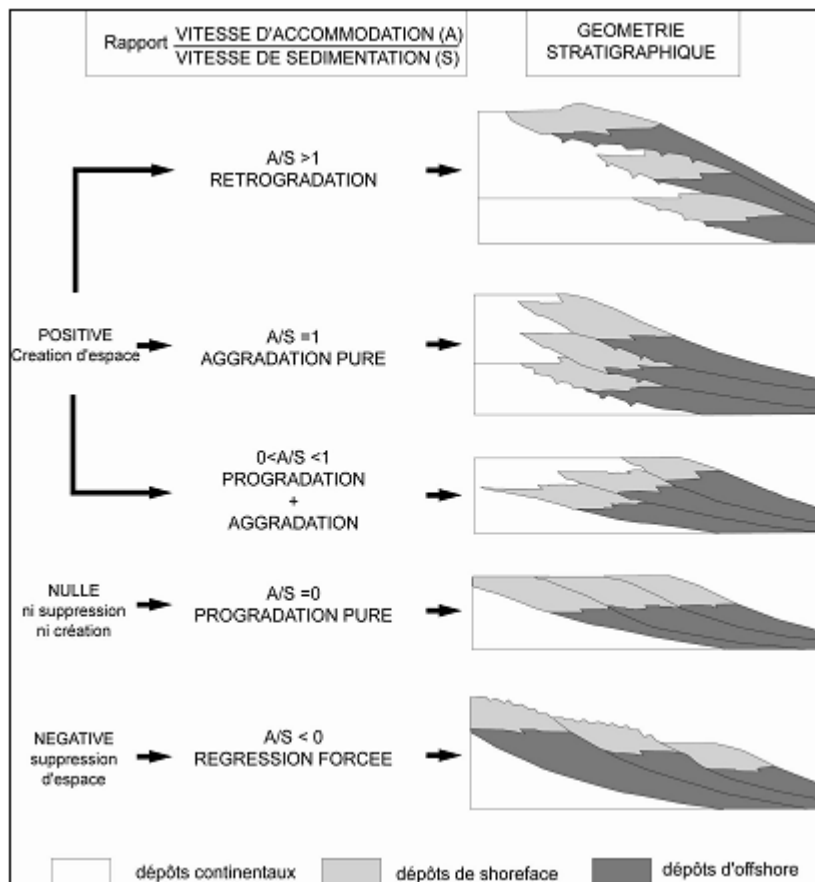 Rapport VITESSE D'ACCOMMODATION (A)
VITESSE DE SEDIMENTATION (S)
GEOMETRIE
STRATIGRAPHIQUE
A/S >1
RETROGRADATION
POSITIVE
Creation d'espace
A/S =1
AGGRADATION PURE
0<A/S <1
PROGRADATION
+
AGGRADATION
NULLE
ni suppression
ni création
A/S =0
PROGRADATION PURE
NEGATIVE
suppression
d'espace
A/S < 0
REGRESSION FORCEE
dépôts continentaux
dépôts de shoreface
dépôts d'offshore